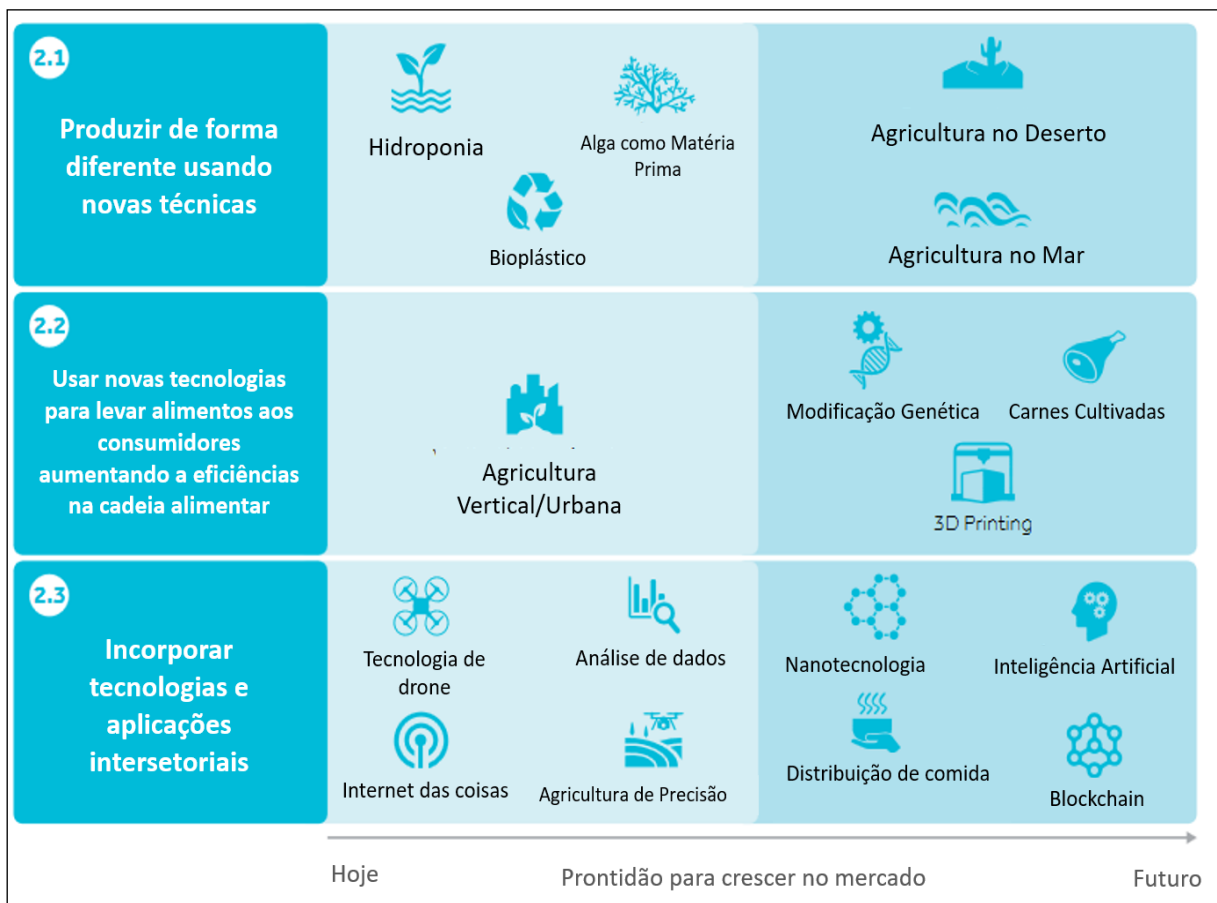 2.1
Produzir de forma
diferente usando
novas técnicas
Hidroponia
Alga como Matéria
Prima
Bioplástico
Agricultura no Deserto
Agricultura no Mar
2.2
Usar novas tecnologias
para levar alimentos aos
consumidores
aumentando a eficiências
na cadeia alimentar
Agricultura
Vertical/Urbana
Modificação Genética
Carnes Cultivadas
3D Printing
2.3
Incorporar
tecnologias e
aplicações
intersetoriais
Tecnologia de
drone
Análise de dados
Internet das coisas
Agricultura de Precisão
Nanotecnologia
Inteligência Artificial
Distribuição de comida
Blockchain
Hoje
Prontidão para crescer no mercado
Futuro